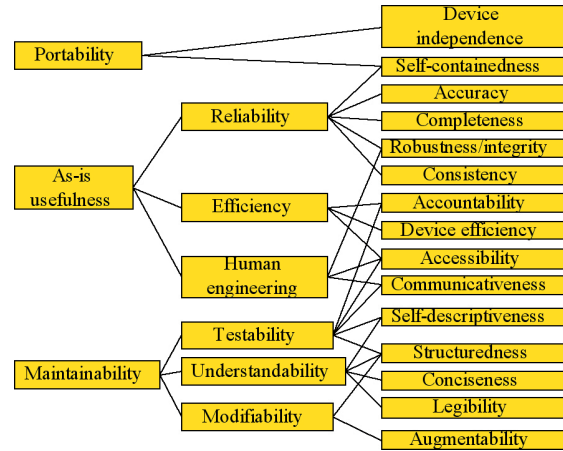 Portability
As-is
usefulness
Maintainability
Reliability
Efficiency
Human
engineering
Testability
Understandability
Modifiability
Device
independence
Self-containedness
Accuracy
Completeness
Robustness/integrity
Consistency
Accountability
Device efficiency
Accessibility
Communicativeness
Self-descriptiveness
Structuredness
Conciseness
Legibility
Augmentability